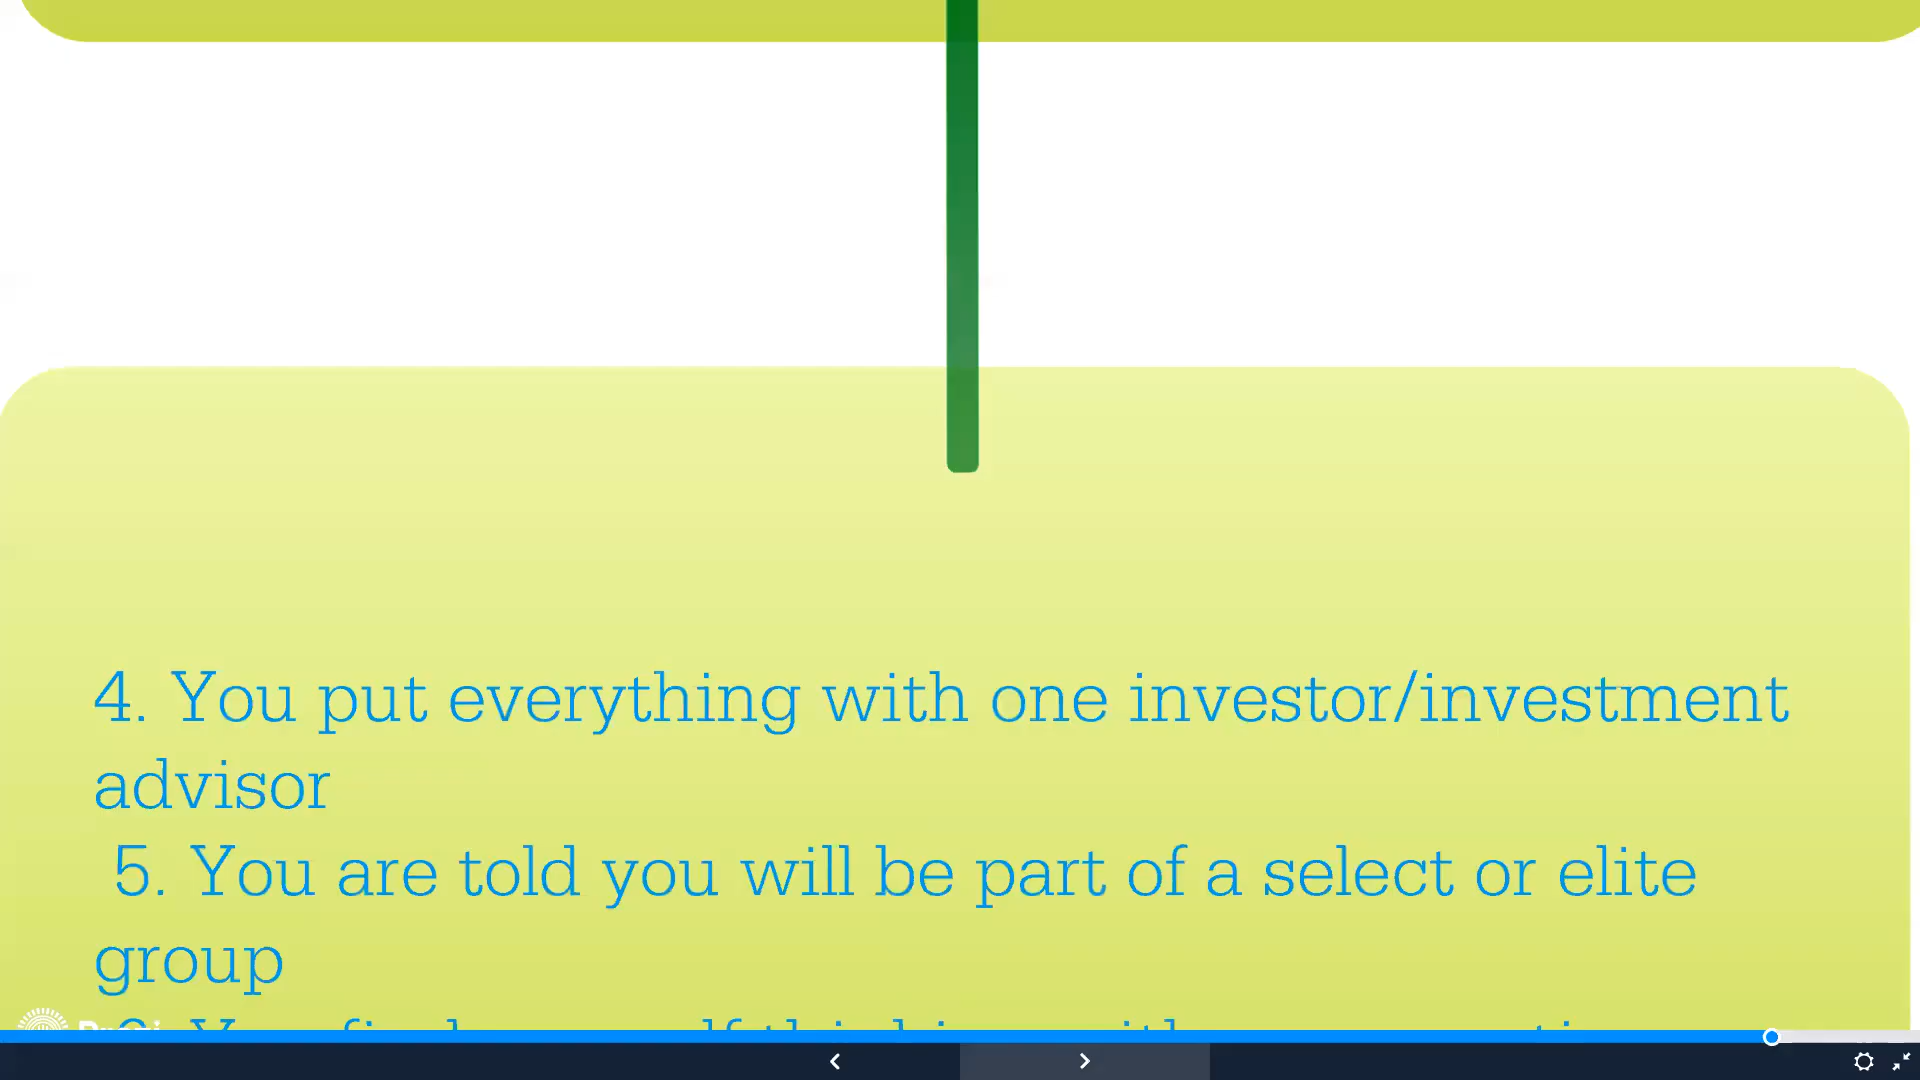 4. You put everything with one investor/investment
advisor
5. You are told you will be part of a select or elite
group